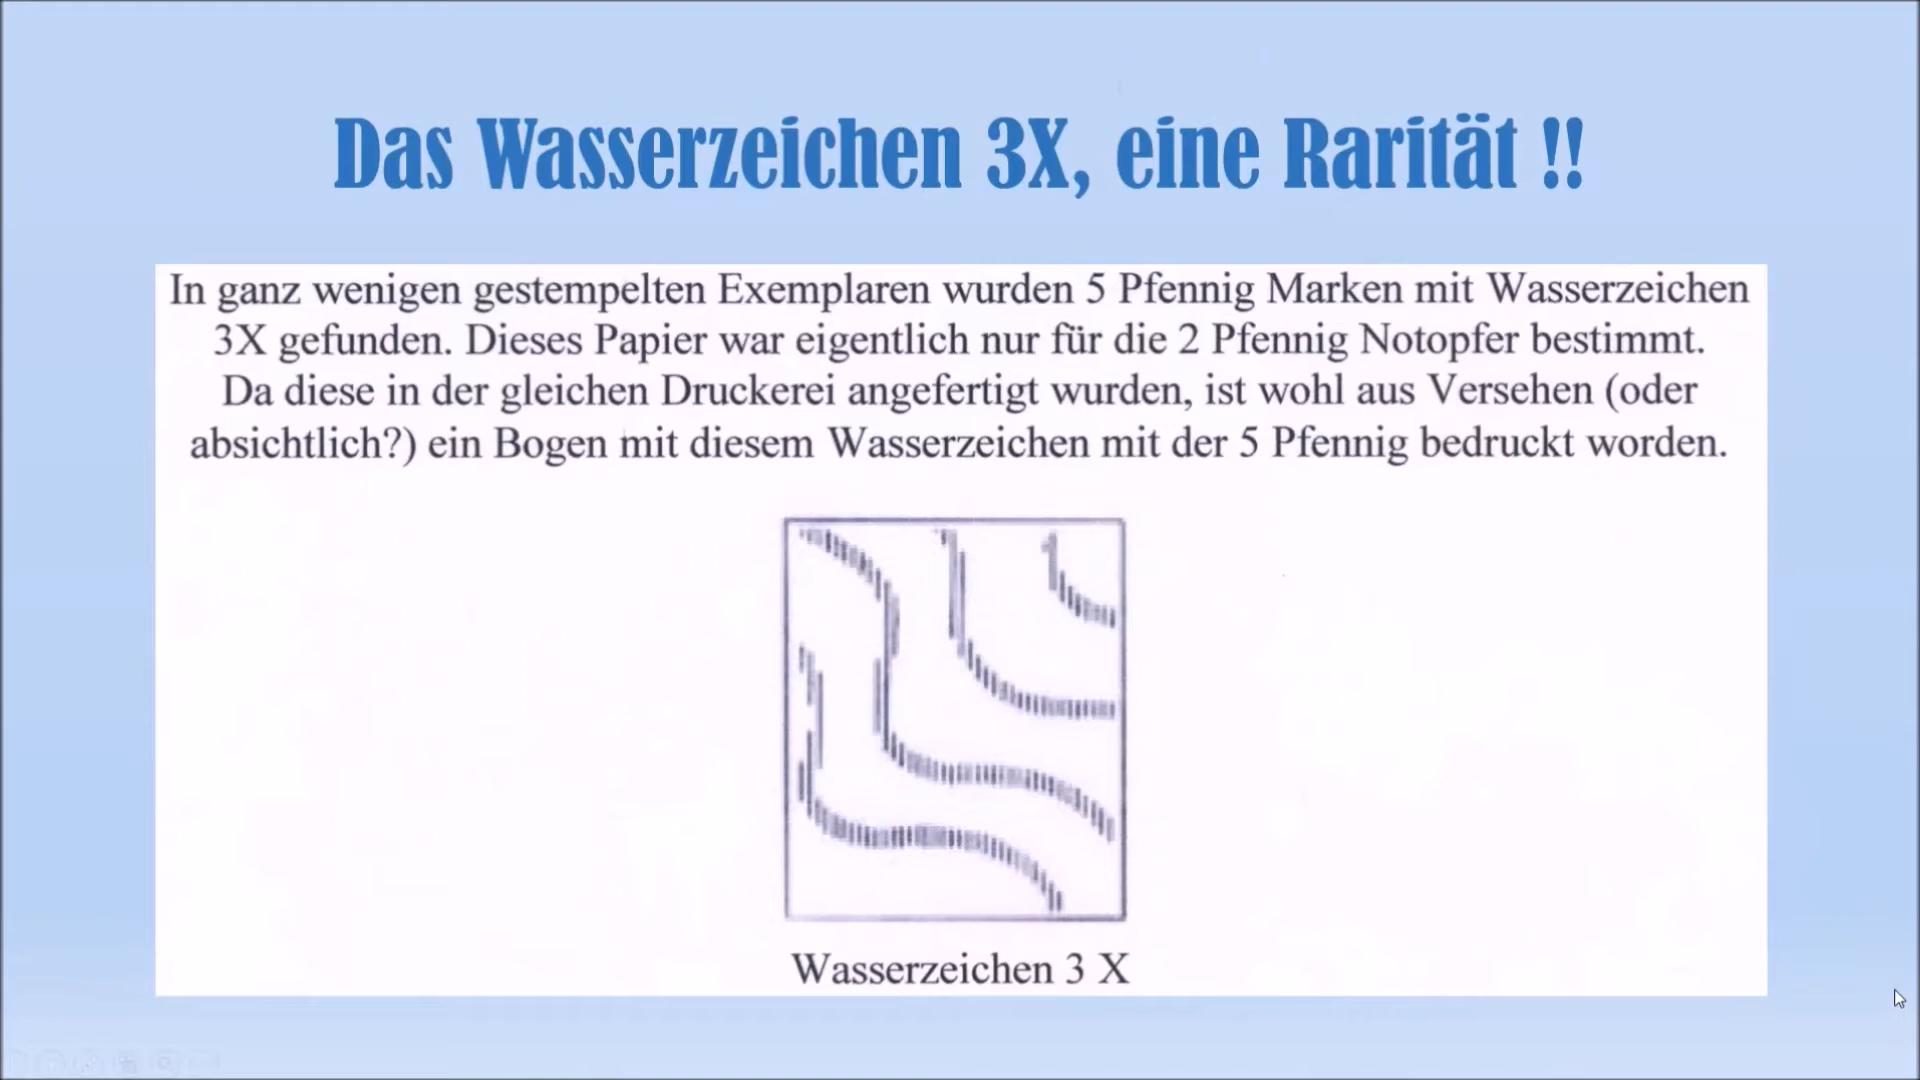 Das Wasserzeichen 3X, eine Rarität !!
In ganz wenigen gestempelten Exemplaren wurden 5 Pfennig Marken mit Wasserzeichen
3X gefunden. Dieses Papier war eigentlich nur für die 2 Pfennig Notopfer bestimmt.
Da diese in der gleichen Druckerei angefertigt wurden, ist wohl aus Versehen (oder
absichtlich?) ein Bogen mit diesem Wasserzeichen mit der 5 Pfennig bedruckt worden.
Wasserzeichen 3 X